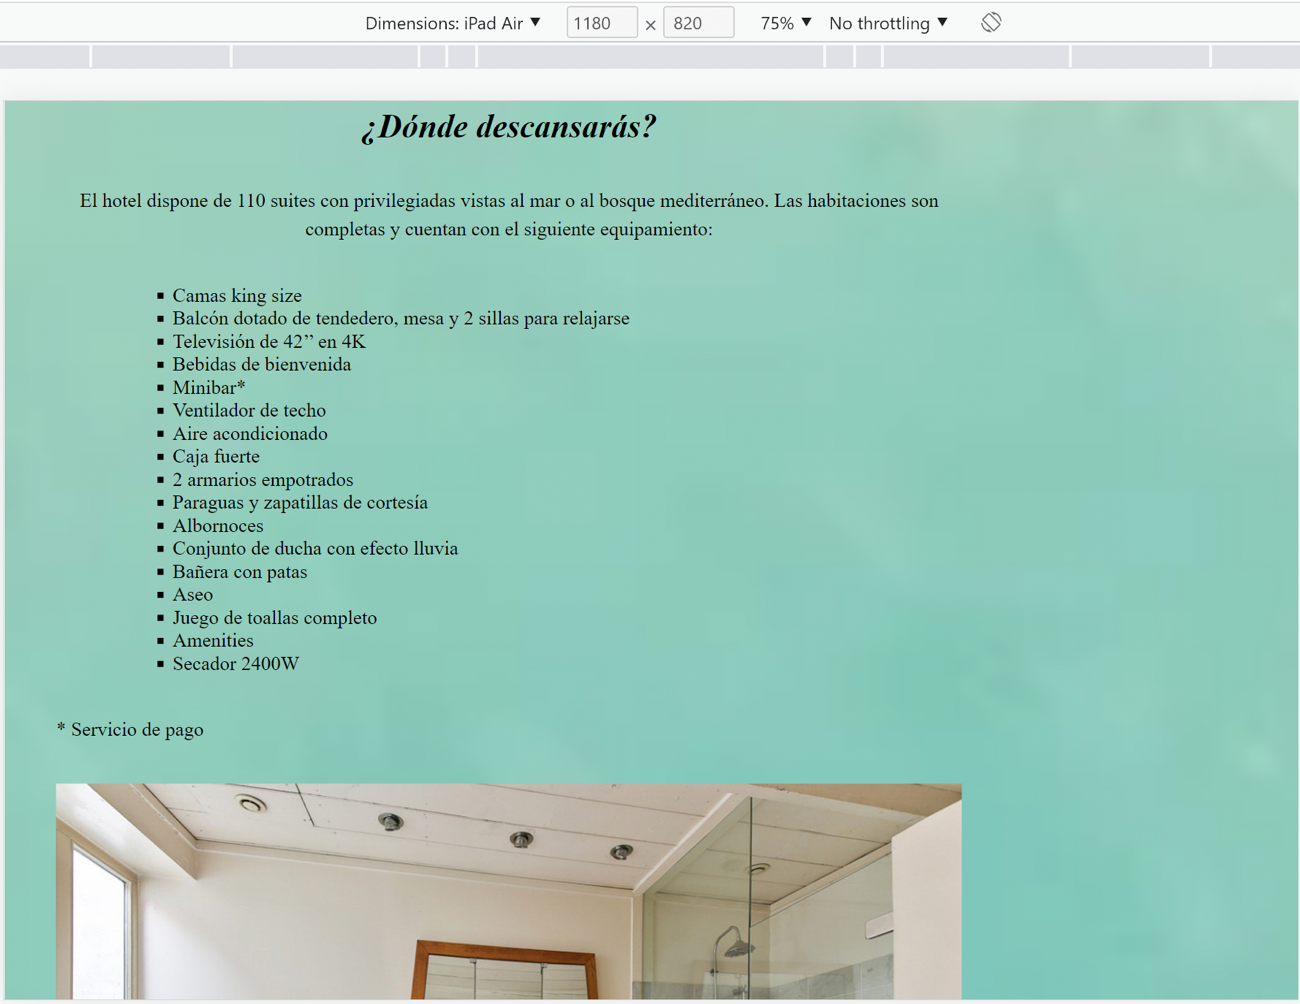 Dimensions: iPad Air ▼ 1180 × 820 75% ▼ No throttling ▼
¿Dónde descansarás?
El hotel dispone de 110 suites con privilegiadas vistas al mar o al bosque mediterráneo. Las habitaciones son
completas y cuentan con el siguiente equipamiento:
▪ Camas king size
▪ Balcón dotado de tendedero, mesa y 2 sillas para relajarse
▪ Televisión de 42’’ en 4K
▪ Bebidas de bienvenida
▪ Minibar*
▪ Ventilador de techo
▪ Aire acondicionado
▪ Caja fuerte
▪ 2 armarios empotrados
▪ Paraguas y zapatillas de cortesía
▪ Albornoces
▪ Conjunto de ducha con efecto lluvia
▪ Bañera con patas
▪ Aseo
▪ Juego de toallas completo
▪ Amenities
▪ Secador 2400W
* Servicio de pago